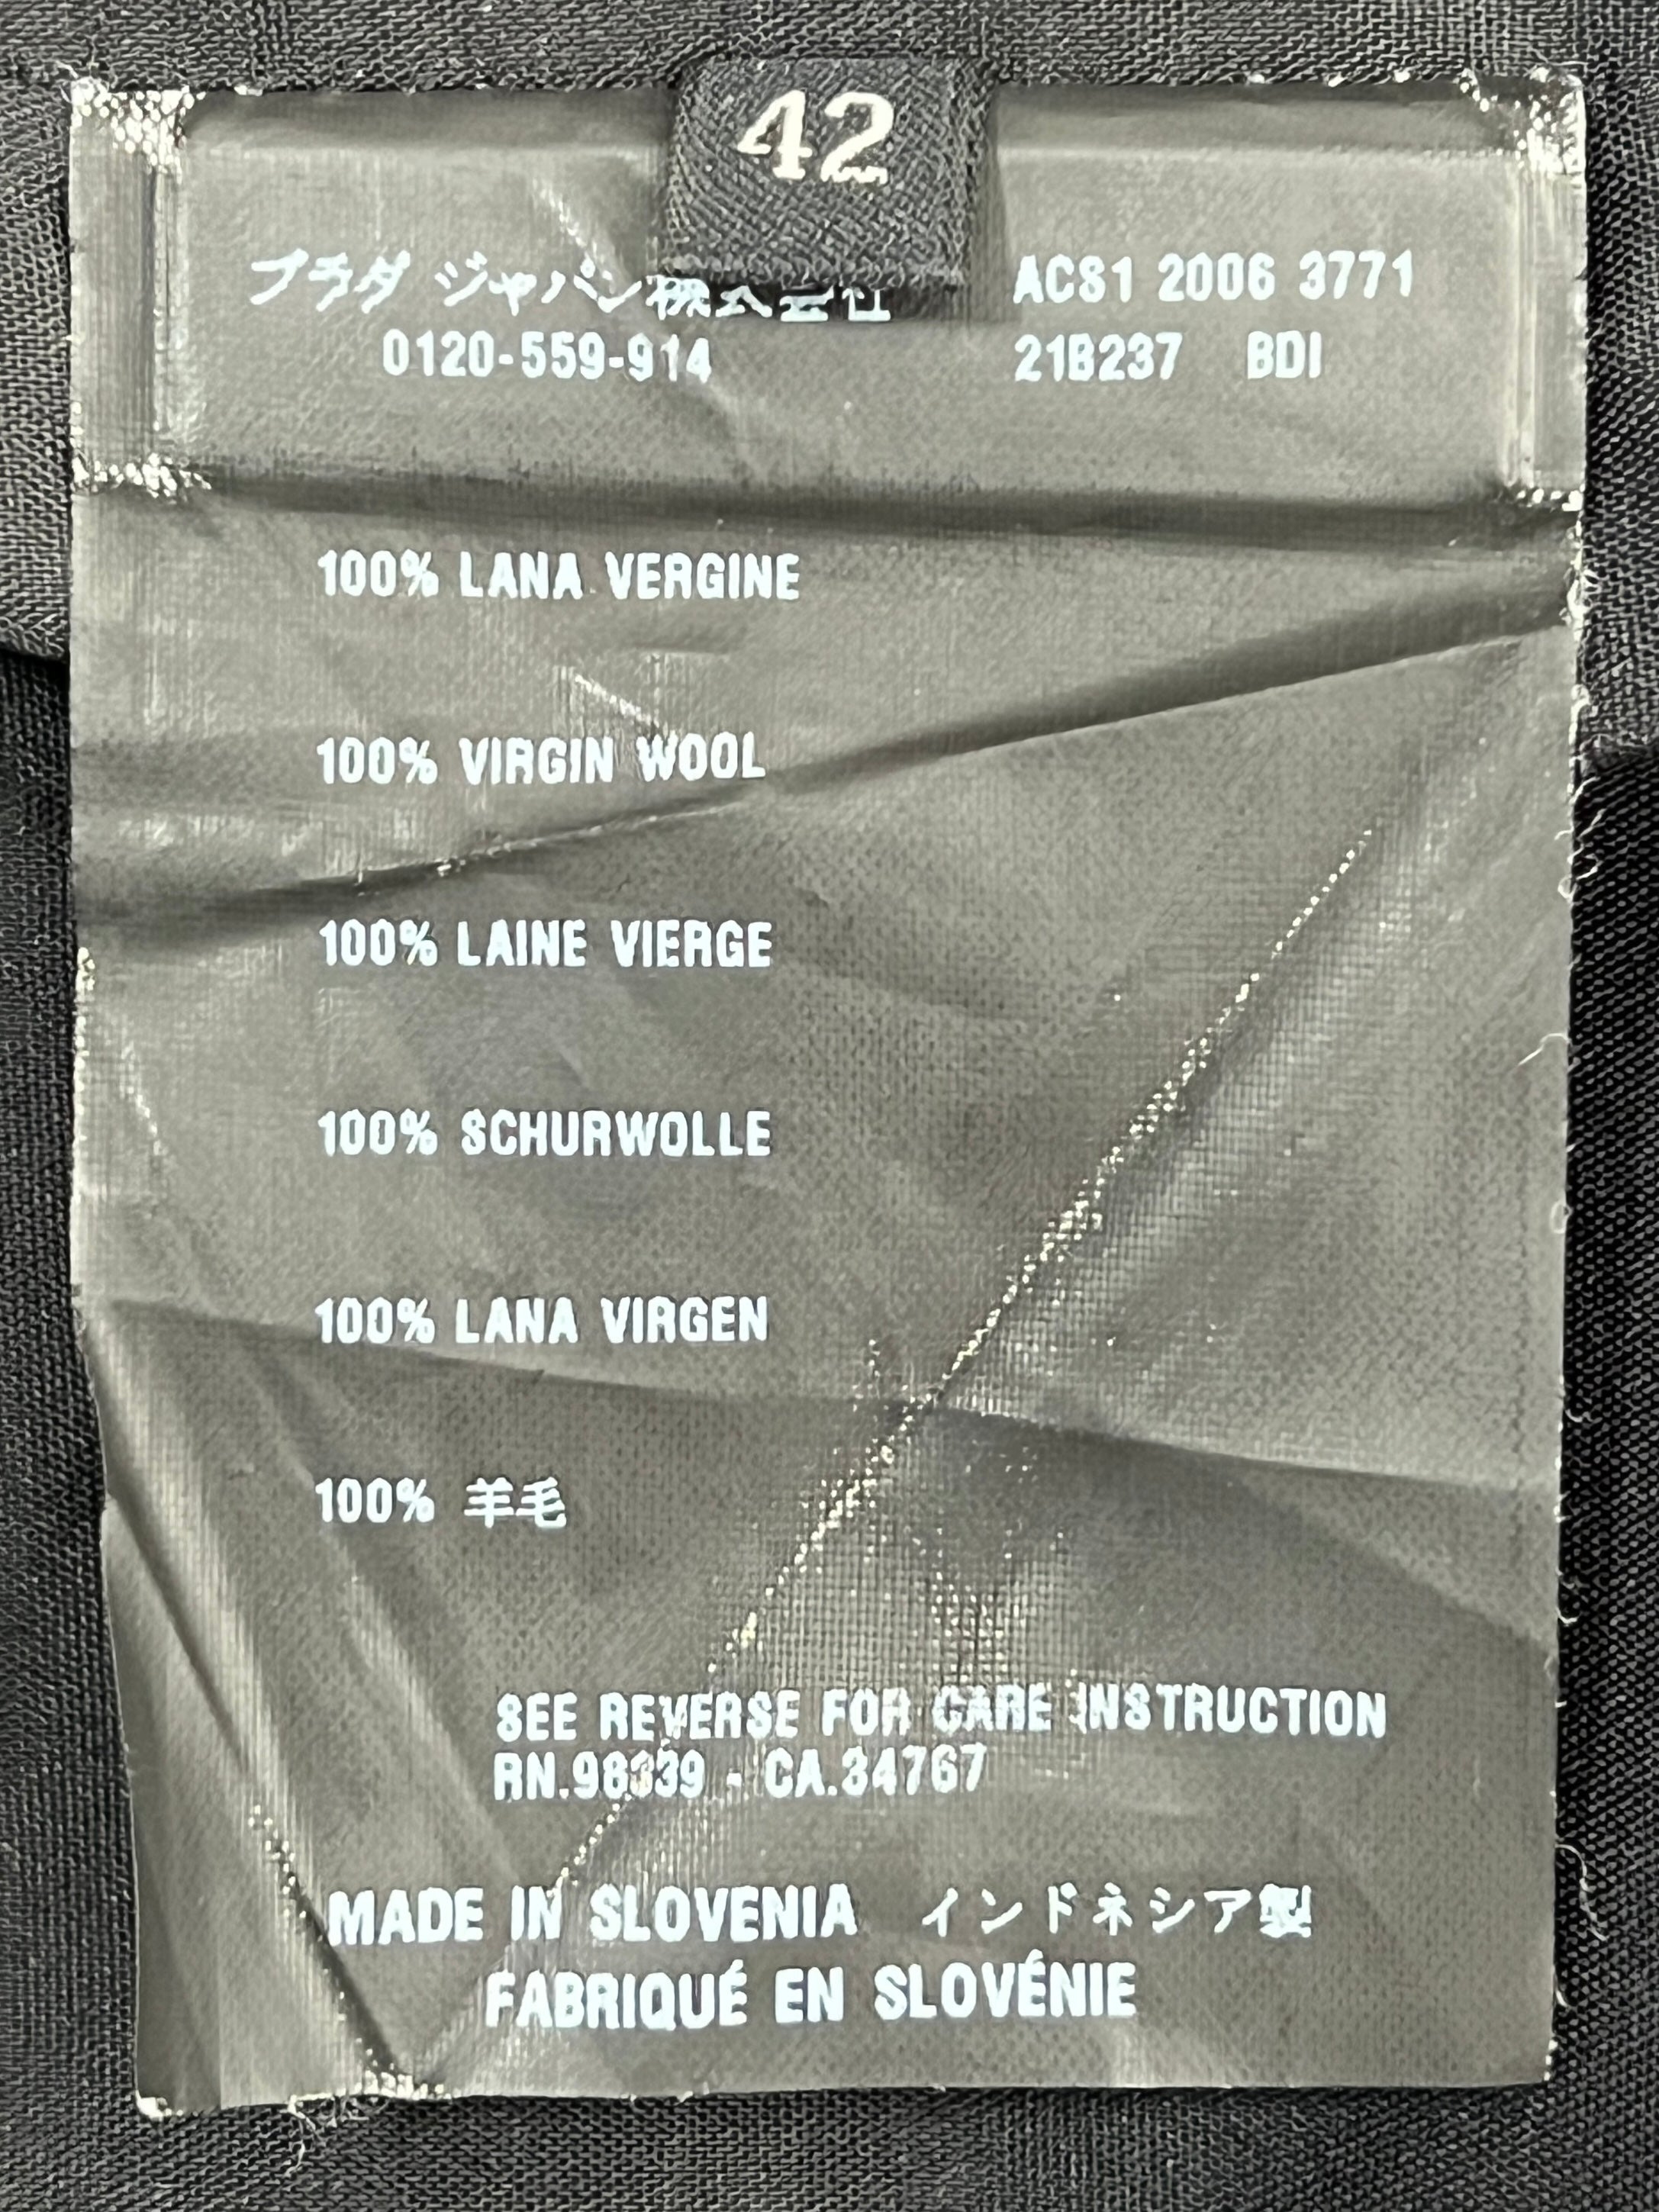 42
プラダ ジャパン株式会社
0120-559-914
AC81 2006 3771
21B237 BDI
100% LANA VERGINE
100% VIRGIN WOOL
100% LAINE VIERGE
100% SCHURWOLLE
100% LANA VIRGEN
100% 羊毛
SEE REVERSE FOR CARE INSTRUCTION
RN.98339 - CA.34767
MADE IN SLOVENIA インドネシア製
FABRIQUÉ EN SLOVÉNIE